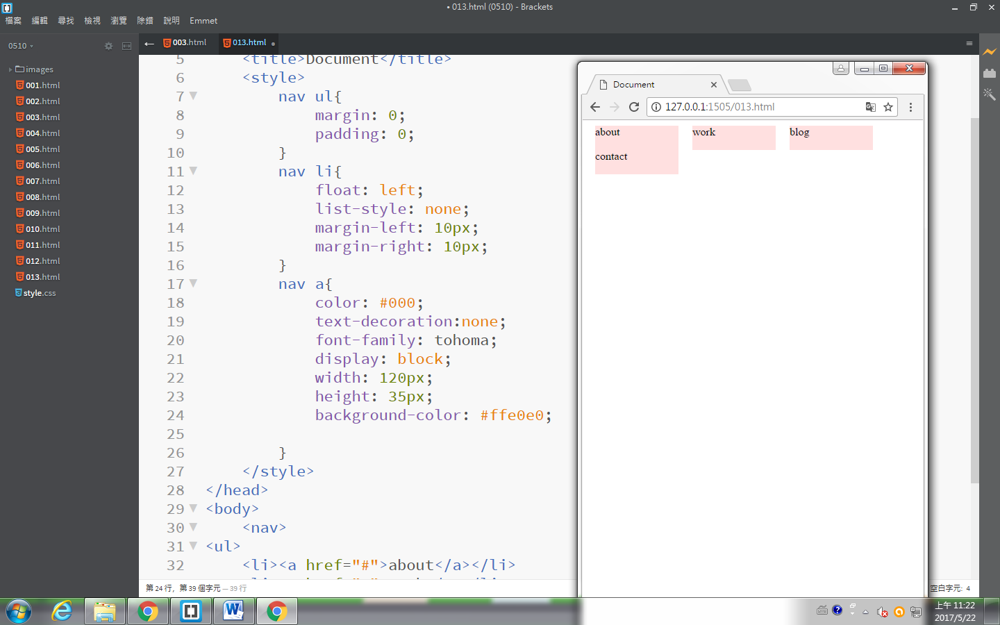 • 013.html (0510) - Brackets
檔案 編輯 尋找 檢視 瀏覽 除錯 說明 Emmet
0510
images
001.html
002.html
003.html
004.html
005.html
006.html
007.html
008.html
009.html
010.html
011.html
012.html
013.html
style.css
003.html 013.html
5 <title>Document</title>
6 <style>
7 nav ul{
8 margin: 0;
9 padding: 0;
10 }
11 nav li{
12 float: left;
13 list-style: none;
14 margin-left: 10px;
15 margin-right: 10px;
16 }
17 nav a{
18 color: #000;
19 text-decoration:none;
20 font-family: tohoma;
21 display: block;
22 width: 120px;
23 height: 35px;
24 background-color: #ffe0e0;
25
26 }
27 </style>
28 </head>
29 <body>
30 <nav>
31 <ul>
32 <li><a href="#">about</a></li>
第 24 行, 第 39 個字元 — 39 行
空白字元: 4
Document
127.0.0.1:1505/013.html
about work blog
contact
上午 11:22
2017/5/22